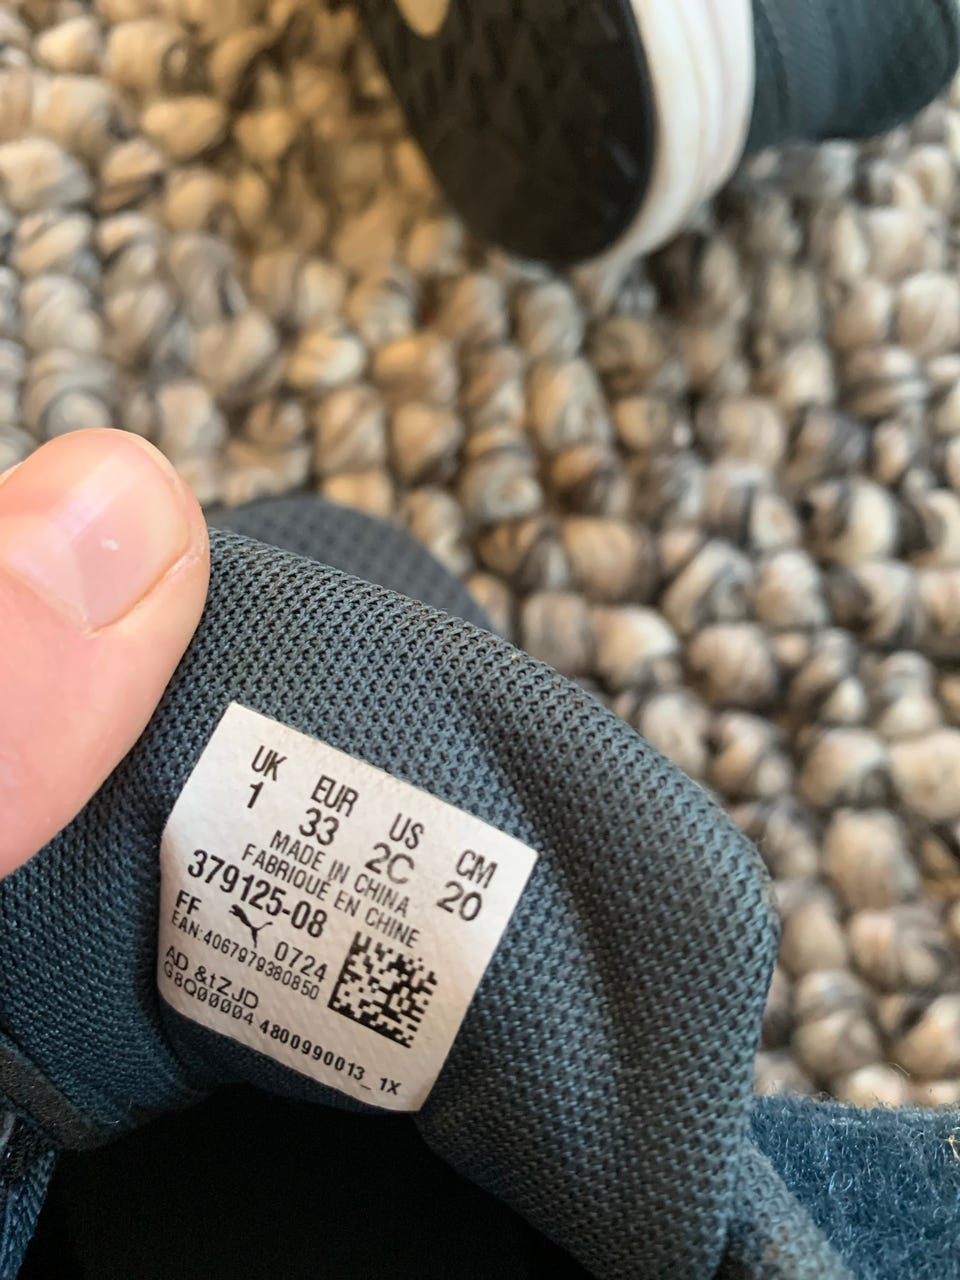 UK EUR US CM
1 33 2C 20
MADE IN CHINA
FABRIQUÉ EN CHINE
379125-08
FF 0724
EAN:4067979380850
AD &tZJD
G8Q00004 4800990013_1X